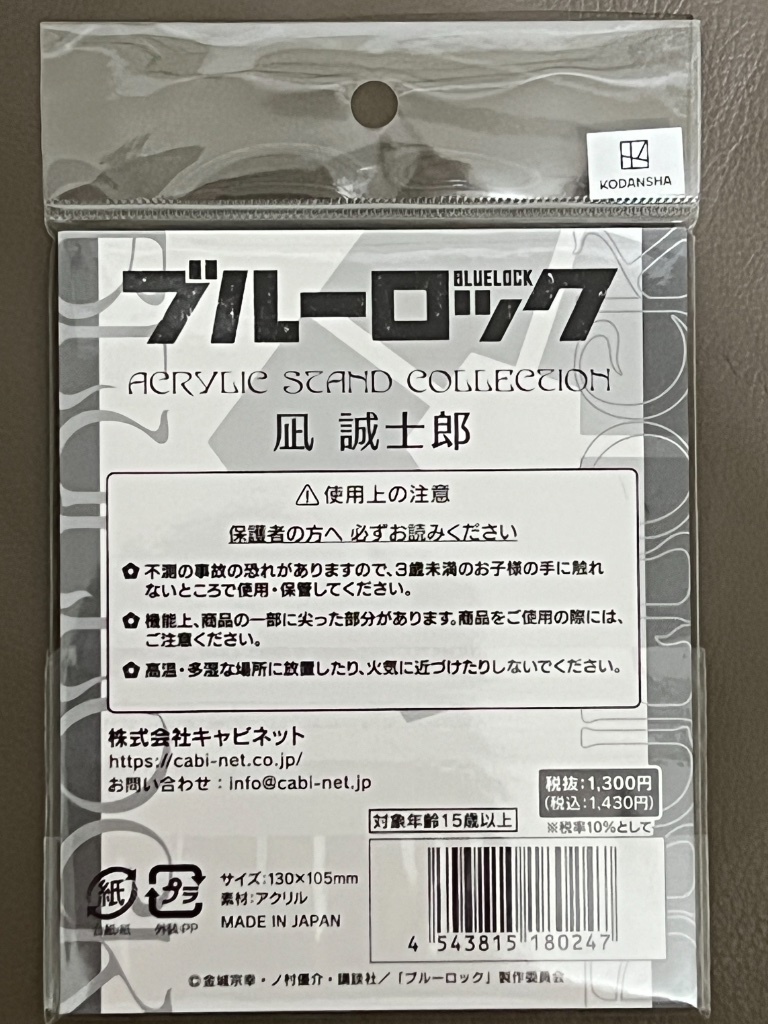 KODANSHA
ブルーロック
BLUELOCK
ACRYLIC STAND COLLECTION
凪 誠士郎
⚠使用上の注意
保護者の方へ 必ずお読みください
✿ 不測の事故の恐れがありますので、3歳未満のお子様の手に触れ
ないところで使用・保管してください。
✿ 機能上、商品の一部に尖った部分があります。商品をご使用の際には、
ご注意ください。
✿ 高温・多湿な場所に放置したり、火気に近づけたりしないでください。
株式会社キャビネット
https://cabi-net.co.jp/
お問い合わせ：info@cabi-net.jp
税抜：1,300円
（税込：1,430円）
※税率10％として
対象年齢15歳以上
紙
台紙:紙
プラ
外装:PP
サイズ：130×105mm
素材：アクリル
MADE IN JAPAN
4 543815 180247
©金城宗幸・ノ村優介・講談社／「ブルーロック」製作委員会